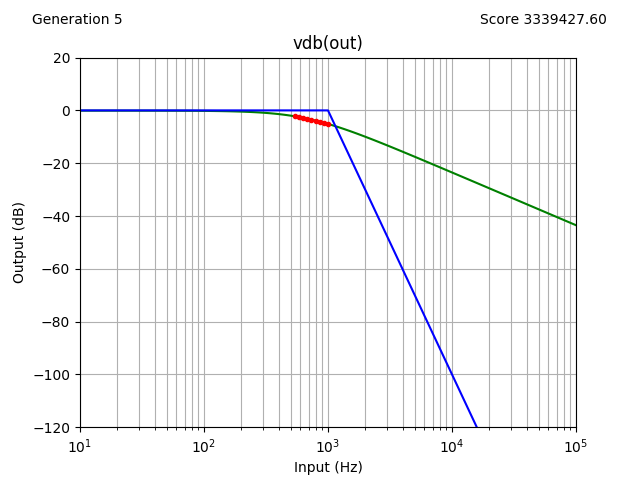 Generation 5
Score 3339427.60
vdb(out)
20
0
−20
−40
−60
−80
−100
−120
Output (dB)
10¹
10²
10³
10⁴
10⁵
Input (Hz)